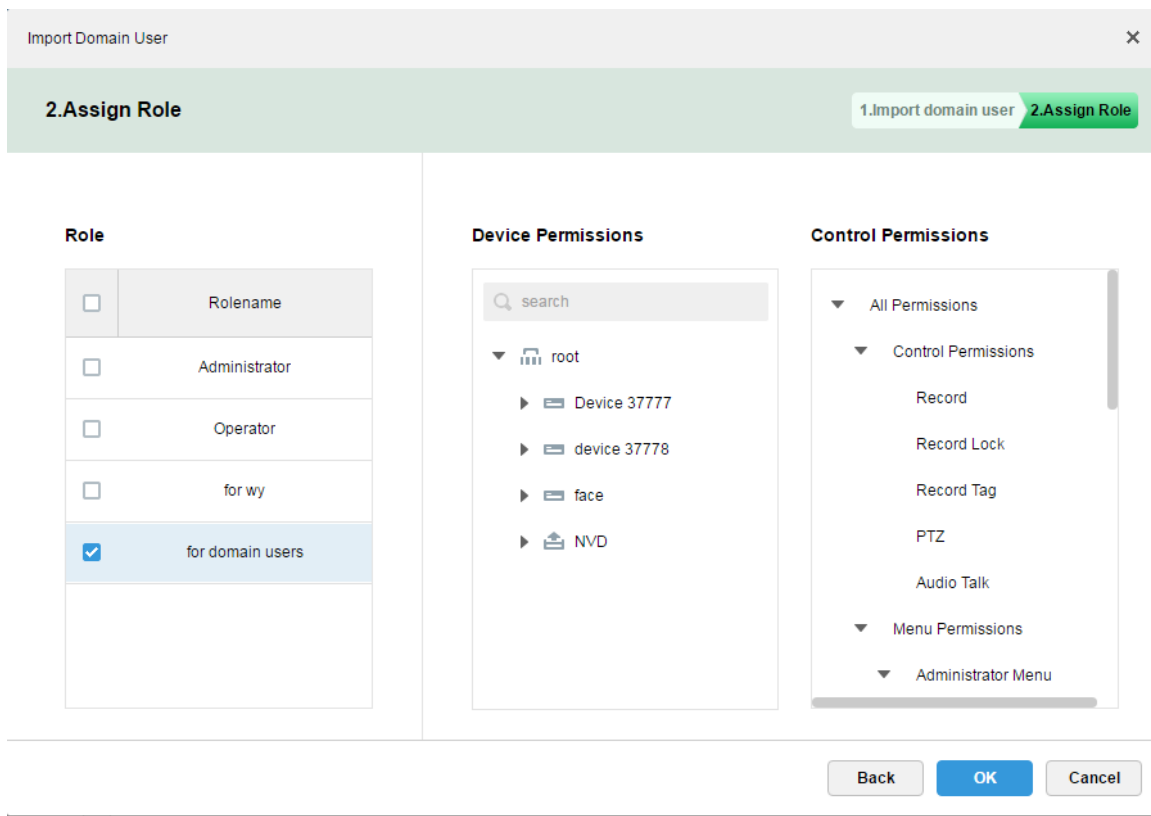 Import Domain User
2.Assign Role
1.Import domain user 2.Assign Role
Role
Rolename
Administrator
Operator
for wy
for domain users
Device Permissions
search
root
Device 37777
device 37778
face
NVD
Control Permissions
All Permissions
Control Permissions
Record
Record Lock
Record Tag
PTZ
Audio Talk
Menu Permissions
Administrator Menu
Back
OK
Cancel